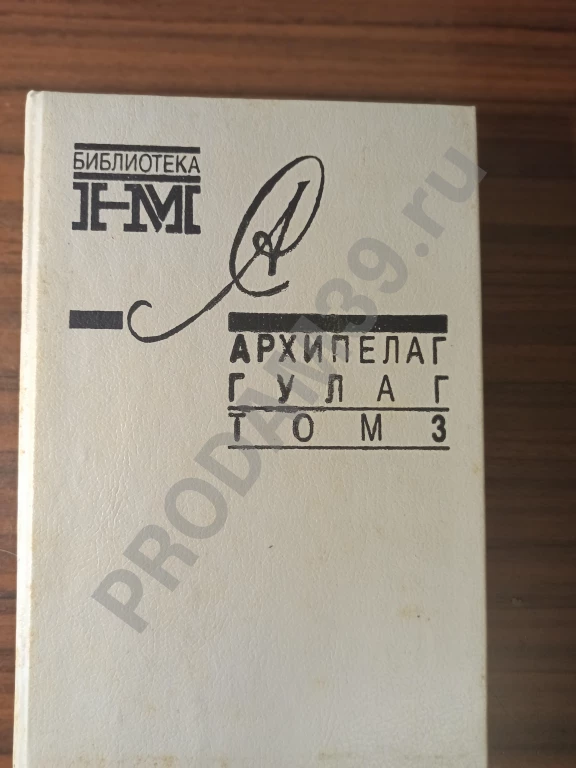 БИБЛИОТЕКА
НМ
АРХИПЕЛАГ
ГУЛАГ
ТОМ 3
PRODAM39.ru